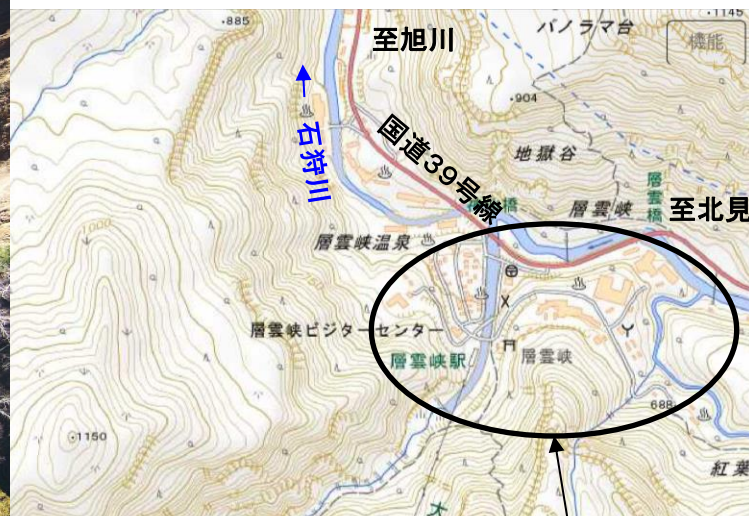 ・885
至旭川
パノラマ台
・1145
機能
・904
石狩川
国道39号線
地獄谷
橋
層雲峡
層雲橋
至北見
層雲峡温泉
1000
層雲峡ビジターセンター
層雲峡駅
層雲峡
688
・1150
紅葉
大